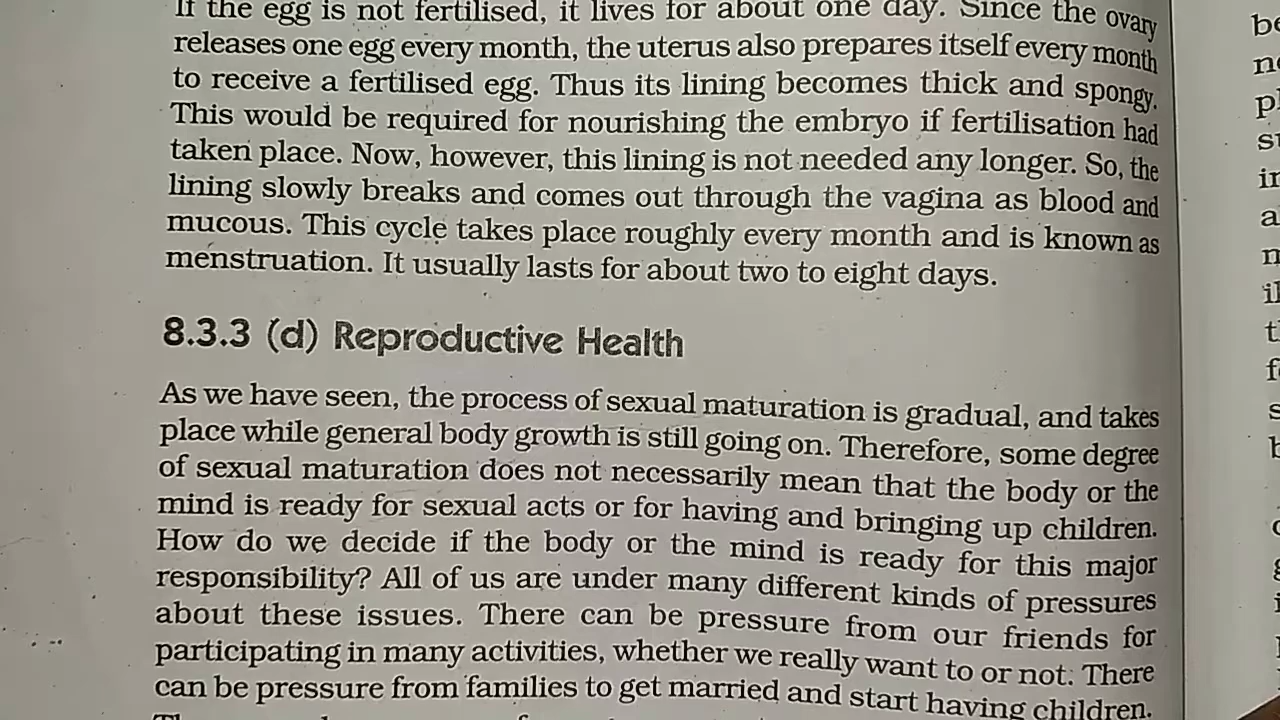 If the egg is not fertilised, it lives for about one day. Since the ovary
releases one egg every month, the uterus also prepares itself every month
to receive a fertilised egg. Thus its lining becomes thick and spongy.
This would be required for nourishing the embryo if fertilisation had
taken place. Now, however, this lining is not needed any longer. So, the
lining slowly breaks and comes out through the vagina as blood and
mucous. This cycle takes place roughly every month and is known as
menstruation. It usually lasts for about two to eight days.
8.3.3 (d) Reproductive Health
As we have seen, the process of sexual maturation is gradual, and takes
place while general body growth is still going on. Therefore, some degree
of sexual maturation does not necessarily mean that the body or the
mind is ready for sexual acts or for having and bringing up children.
How do we decide if the body or the mind is ready for this major
responsibility? All of us are under many different kinds of pressures
about these issues. There can be pressure from our friends for
participating in many activities, whether we really want to or not. There
can be pressure from families to get married and start having children.